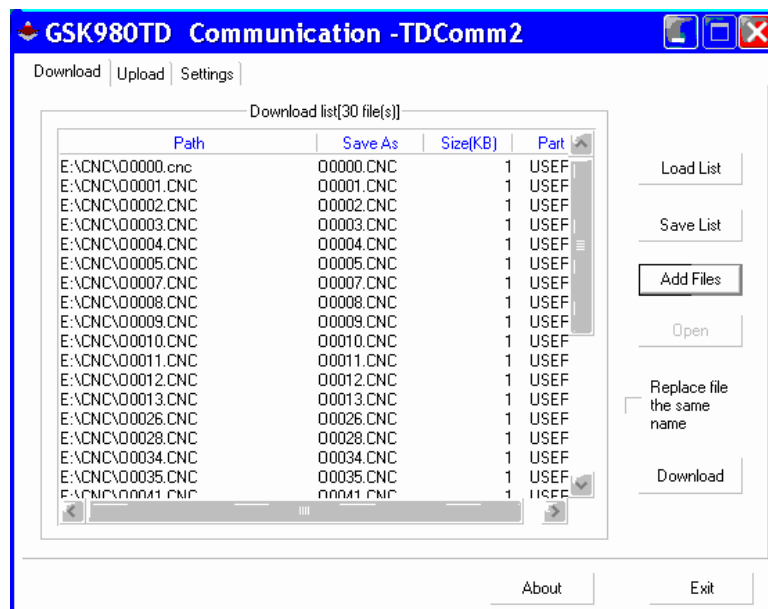 GSK980TD Communication -TDComm2
Download Upload Settings
Download list[30 file(s)]
Path Save As Size(KB) Part
E:\CNC\O0000.cnc O0000.CNC 1 USEF
E:\CNC\O0001.CNC O0001.CNC 1 USEF
E:\CNC\O0002.CNC O0002.CNC 1 USEF
E:\CNC\O0003.CNC O0003.CNC 1 USEF
E:\CNC\O0004.CNC O0004.CNC 1 USEF
E:\CNC\O0005.CNC O0005.CNC 1 USEF
E:\CNC\O0007.CNC O0007.CNC 1 USEF
E:\CNC\O0008.CNC O0008.CNC 1 USEF
E:\CNC\O0009.CNC O0009.CNC 1 USEF
E:\CNC\O0010.CNC O0010.CNC 1 USEF
E:\CNC\O0011.CNC O0011.CNC 1 USEF
E:\CNC\O0012.CNC O0012.CNC 1 USEF
E:\CNC\O0013.CNC O0013.CNC 1 USEF
E:\CNC\O0026.CNC O0026.CNC 1 USEF
E:\CNC\O0028.CNC O0028.CNC 1 USEF
E:\CNC\O0034.CNC O0034.CNC 1 USEF
E:\CNC\O0035.CNC O0035.CNC 1 USEF
E:\CNC\O0041.CNC O0041.CNC 1 USEF
Load List
Save List
Add Files
Open
Replace file
the same
name
Download
About Exit